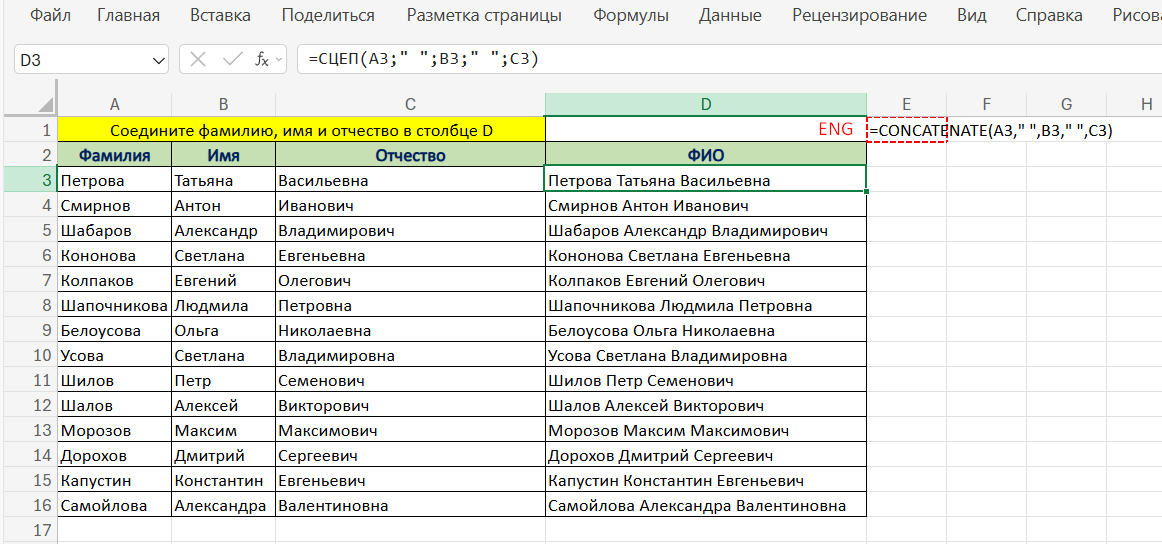 Файл Главная Вставка Поделиться Разметка страницы Формулы Данные Рецензирование Вид Справка Рисов
D3 fx =СЦЕП(A3;" ";B3;" ";C3)
A B C D E F G H
1 Соедините фамилию, имя и отчество в столбце D ENG =CONCATENATE(A3," ",B3," ",C3)
2 Фамилия Имя Отчество ФИО
3 Петрова Татьяна Васильевна Петрова Татьяна Васильевна
4 Смирнов Антон Иванович Смирнов Антон Иванович
5 Шабаров Александр Владимирович Шабаров Александр Владимирович
6 Кононова Светлана Евгеньевна Кононова Светлана Евгеньевна
7 Колпаков Евгений Олегович Колпаков Евгений Олегович
8 Шапочникова Людмила Петровна Шапочникова Людмила Петровна
9 Белоусова Ольга Николаевна Белоусова Ольга Николаевна
10 Усова Светлана Владимировна Усова Светлана Владимировна
11 Шилов Петр Семенович Шилов Петр Семенович
12 Шалов Алексей Викторович Шалов Алексей Викторович
13 Морозов Максим Максимович Морозов Максим Максимович
14 Дорохов Дмитрий Сергеевич Дорохов Дмитрий Сергеевич
15 Капустин Константин Евгеньевич Капустин Константин Евгеньевич
16 Самойлова Александра Валентиновна Самойлова Александра Валентиновна
17